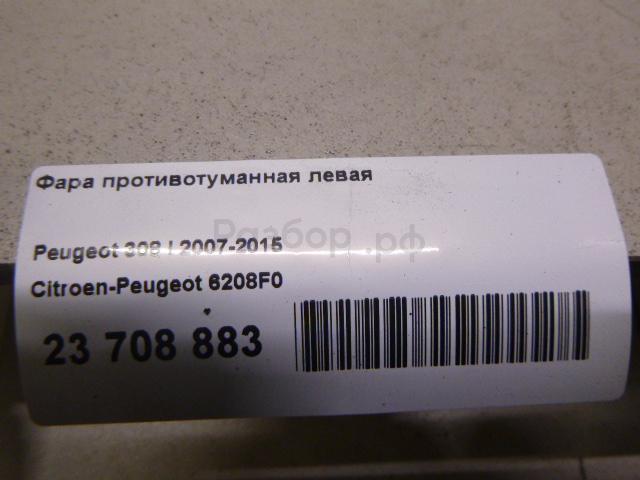 Фара противотуманная левая
Peugeot 308 I 2007-2015
Разбор.рф
Citroen-Peugeot 6208F0
23 708 883